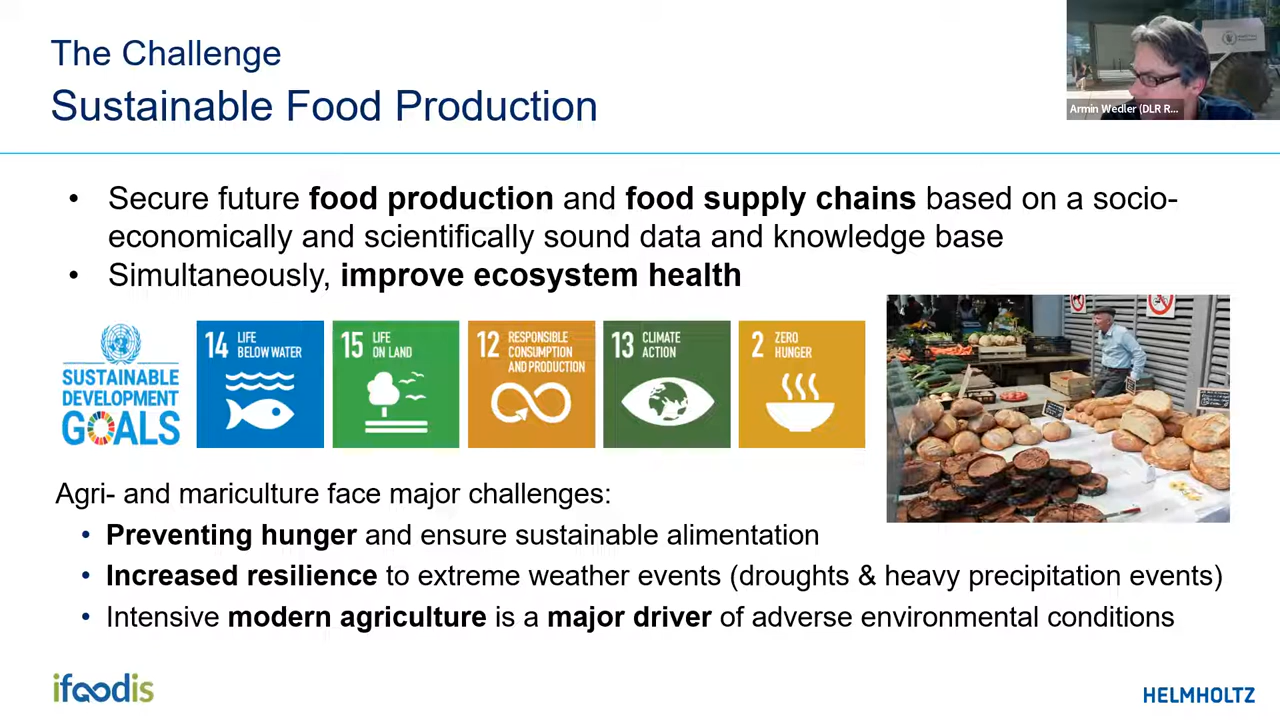 The Challenge
Sustainable Food Production
Armin Wedler (DLR R...
• Secure future food production and food supply chains based on a socio-
economically and scientifically sound data and knowledge base
• Simultaneously, improve ecosystem health
SUSTAINABLE
DEVELOPMENT
GOALS
14 LIFE
BELOW WATER
15 LIFE
ON LAND
12 RESPONSIBLE
CONSUMPTION
AND PRODUCTION
13 CLIMATE
ACTION
2 ZERO
HUNGER
Agri- and mariculture face major challenges:
• Preventing hunger and ensure sustainable alimentation
• Increased resilience to extreme weather events (droughts & heavy precipitation events)
• Intensive modern agriculture is a major driver of adverse environmental conditions
ifoodis
HELMHOLTZ